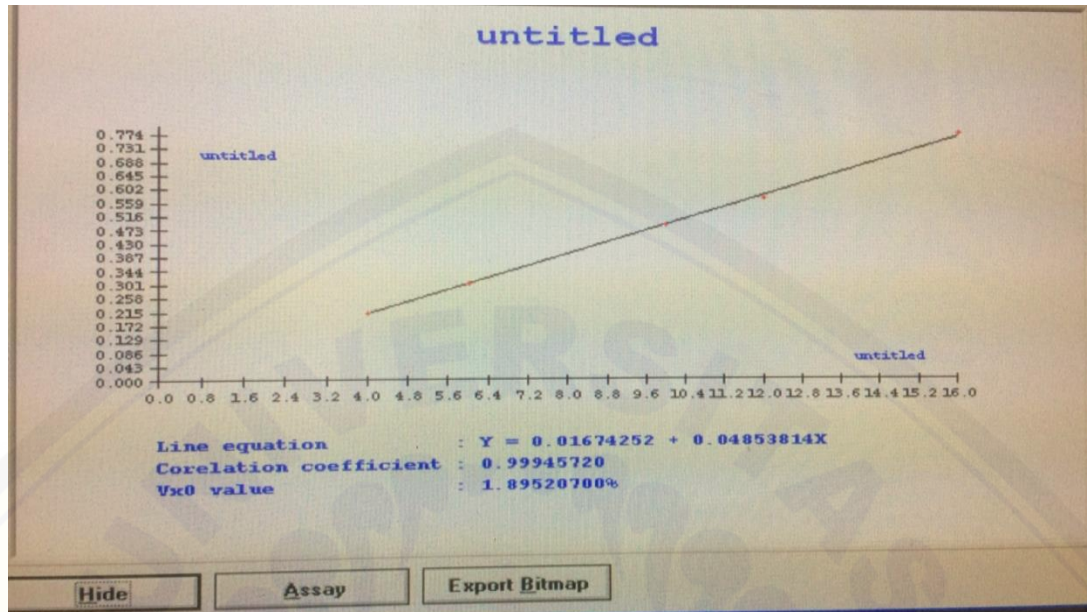 untitled
0.774
0.731
untitled
0.688
0.645
0.602
0.559
0.516
0.473
0.430
0.387
0.344
0.301
0.258
0.215
0.172
0.129
0.086
untitled
0.043
0.000
0.0 0.8 1.6 2.4 3.2 4.0 4.8 5.6 6.4 7.2 8.0 8.8 9.6 10.4 11.2 12.0 12.8 13.6 14.4 15.2 16.0
Line equation : Y = 0.01674252 + 0.04853814X
Corelation coefficient : 0.99945720
Vx0 value : 1.89520700%
UNIVERSITAS
Hide Assay Export Bitmap